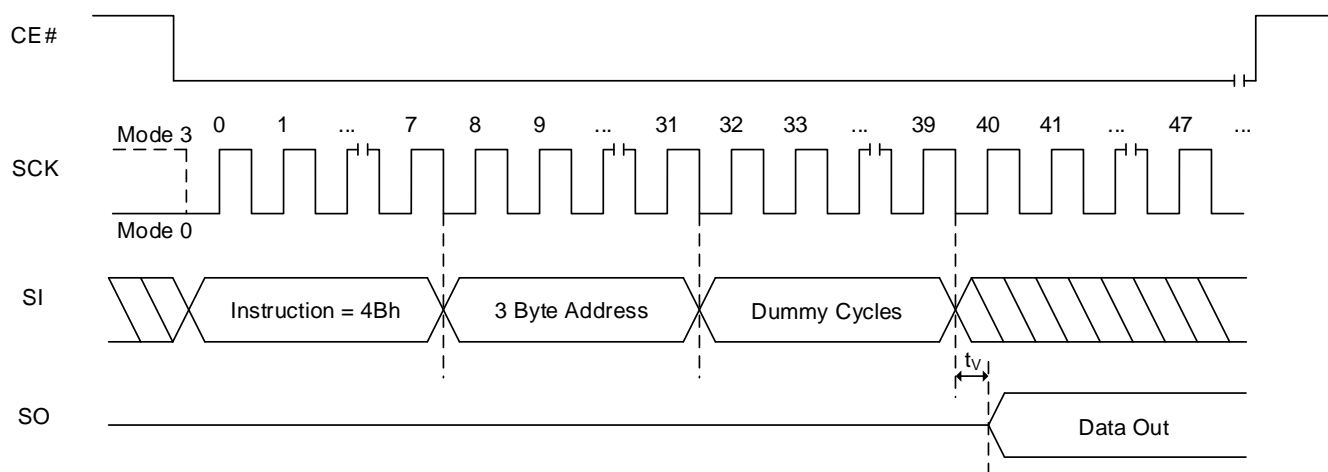 CE#
Mode 3
0 1 ... 7 8 9 ... 31 32 33 ... 39 40 41 ... 47 ...
SCK
Mode 0
SI
Instruction = 4Bh
3 Byte Address
Dummy Cycles
tV
SO
Data Out